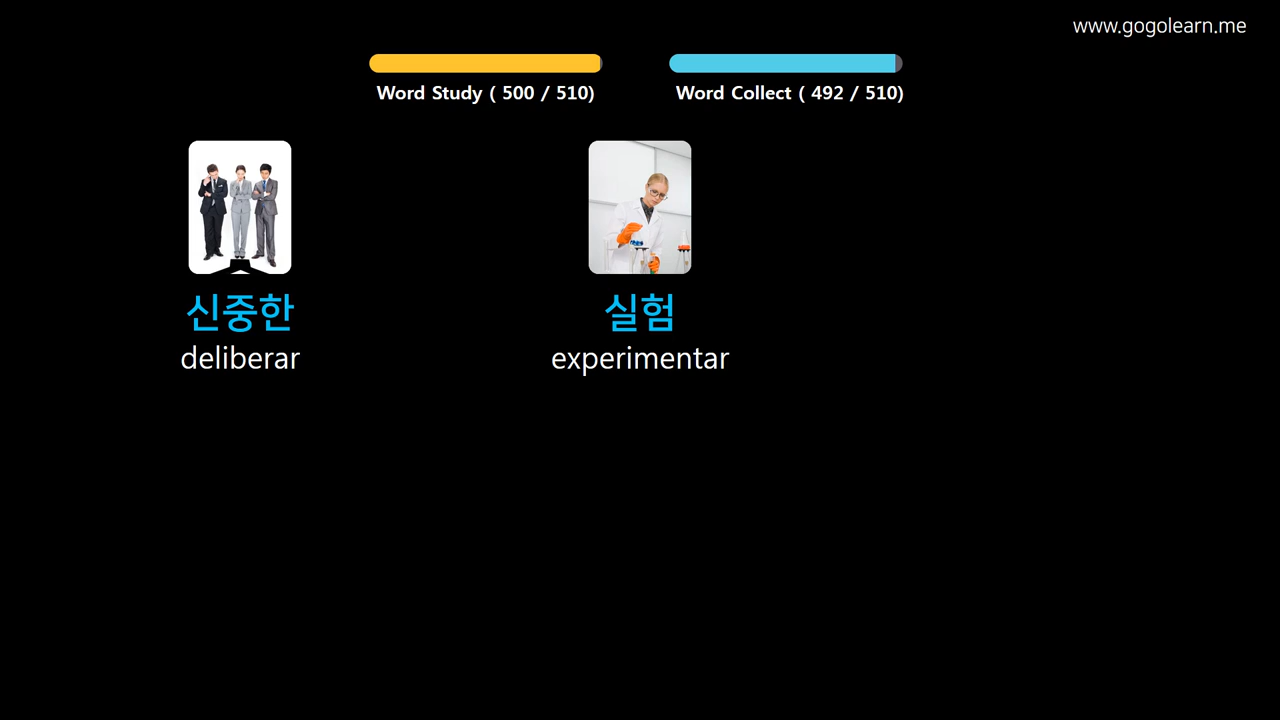 www.gogolearn.me
Word Study ( 500 / 510)
Word Collect ( 492 / 510)
신중한
deliberar
실험
experimentar